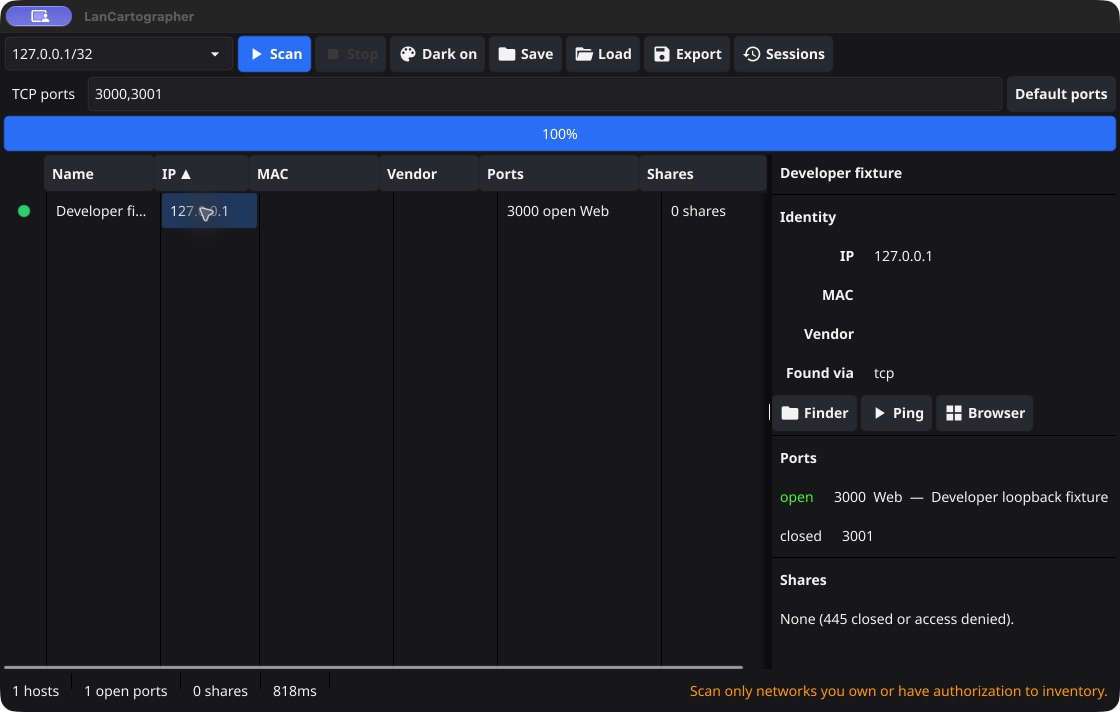 LanCartographer
127.0.0.1/32
Scan
Stop
Dark on
Save
Load
Export
Sessions
TCP ports
3000,3001
Default ports
100%
Name
IP ▲
MAC
Vendor
Ports
Shares
Developer fi...
127.0.0.1
3000 open Web
0 shares
Developer fixture
Identity
IP 127.0.0.1
MAC
Vendor
Found via tcp
Finder
Ping
Browser
Ports
open 3000 Web — Developer loopback fixture
closed 3001
Shares
None (445 closed or access denied).
1 hosts
1 open ports
0 shares
818ms
Scan only networks you own or have authorization to inventory.